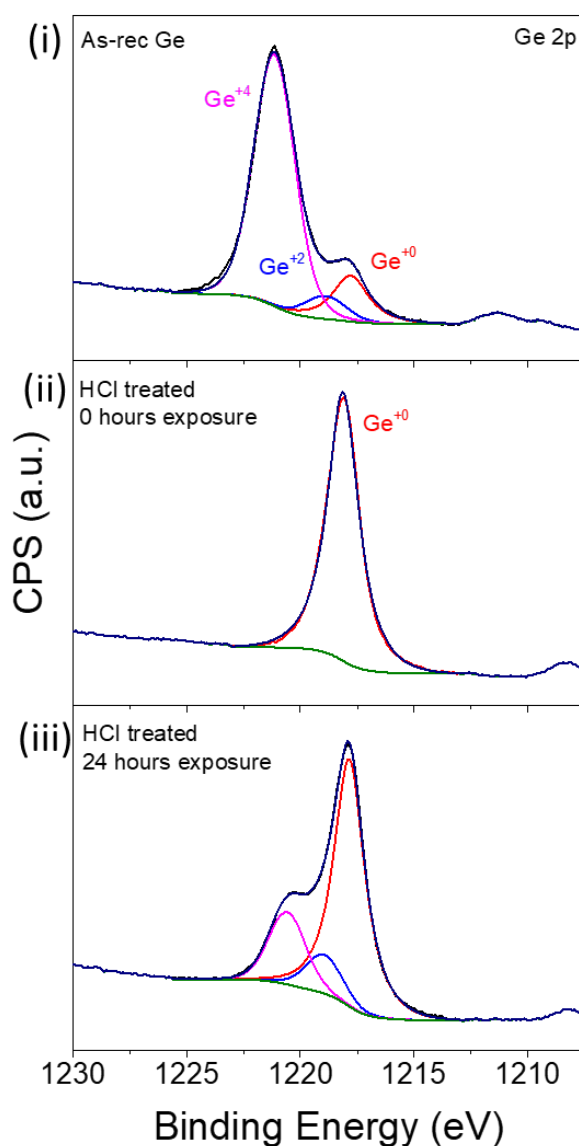 (i) As-rec Ge Ge 2p
Ge+4
Ge+2 Ge+0
(ii) HCl treated
0 hours exposure
Ge+0
CPS (a.u.)
(iii) HCl treated
24 hours exposure
1230 1225 1220 1215 1210
Binding Energy (eV)